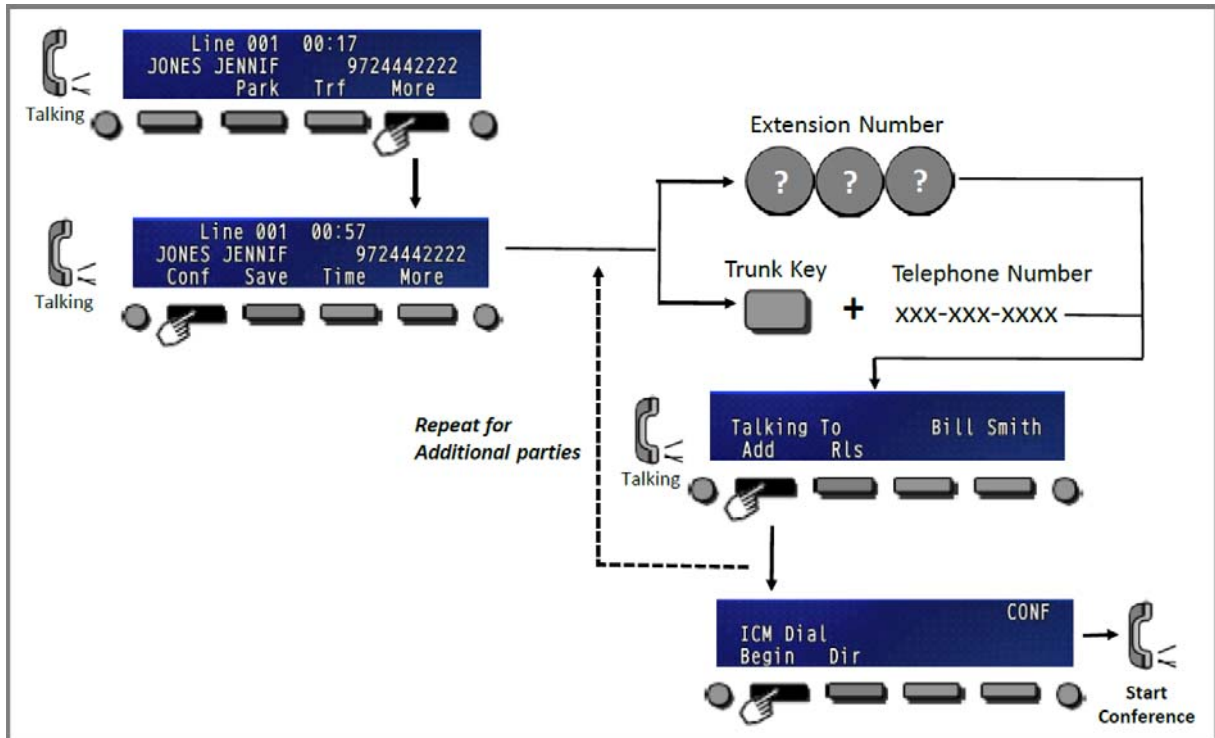 Line 001 00:17
JONES JENNIF 9724442222
Park Trf More
Talking
Line 001 00:57
JONES JENNIF 9724442222
Conf Save Time More
Talking
Extension Number
? ? ?
Trunk Key
+
Telephone Number
xxx-xxx-xxxx
Repeat for
Additional parties
Talking To Bill Smith
Add Rls
Talking
CONF
ICM Dial
Begin Dir
Start
Conference